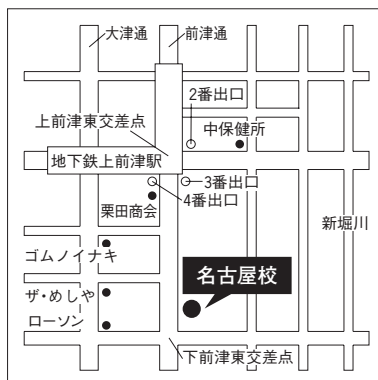 大津通
前津通
2番出口
上前津東交差点
中保健所
地下鉄上前津駅
3番出口
4番出口
栗田商会
新堀川
ゴムノイナキ
名古屋校
ザ・めしや
ローソン
下前津東交差点